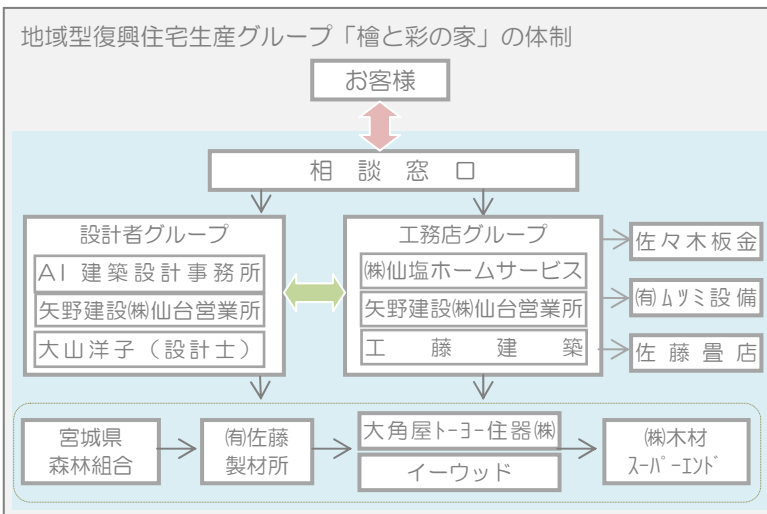 地域型復興住宅生産グループ「檜と彩の家」の体制
お客様
相談窓口
設計者グループ
AI建築設計事務所
矢野建設㈱仙台営業所
大山洋子（設計士）
工務店グループ
㈱仙塩ホームサービス
矢野建設㈱仙台営業所
工藤建築
佐々木板金
㈲ムツミ設備
佐藤畳店
宮城県
森林組合
㈲佐藤
製材所
大角屋ﾄｰﾖｰ住器㈱
イーウッド
㈱木材
ｽｰﾊﾟｰｴﾝﾄﾞ